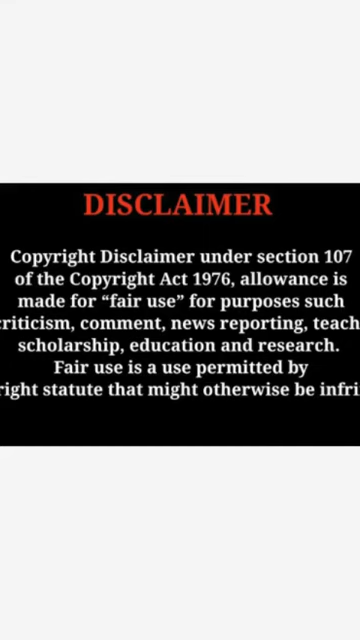 DISCLAIMER
Copyright Disclaimer under section 107
of the Copyright Act 1976, allowance is
made for “fair use” for purposes such
criticism, comment, news reporting, teach
scholarship, education and research.
Fair use is a use permitted by
right statute that might otherwise be infri